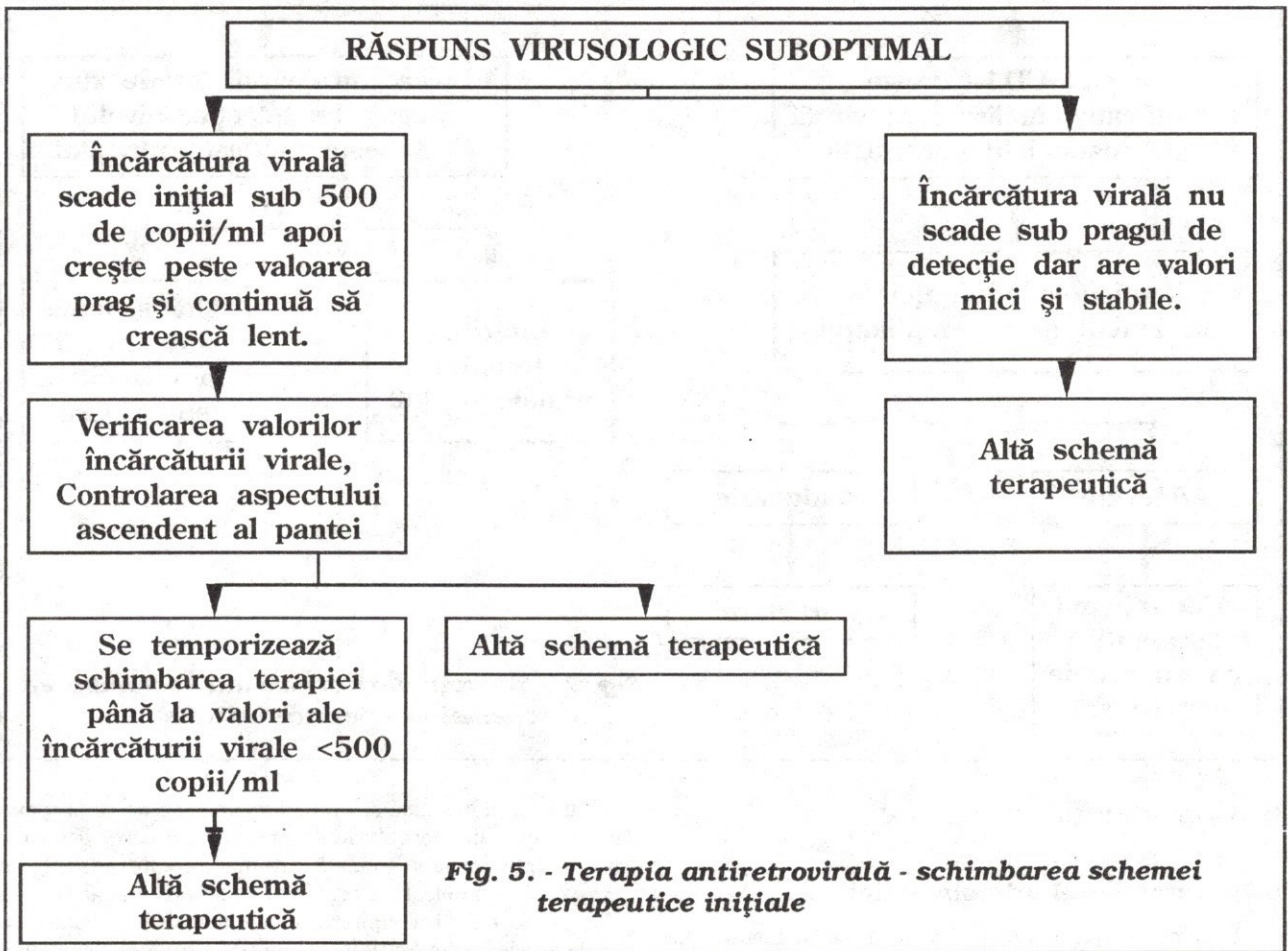 RĂSPUNS VIRUSOLOGIC SUBOPTIMAL
Încărcătura virală
scade iniţial sub 500
de copii/ml apoi
creşte peste valoarea
prag şi continuă să
crească lent.
Încărcătura virală nu
scade sub pragul de
detecţie dar are valori
mici şi stabile.
Verificarea valorilor
încărcăturii virale,
Controlarea aspectului
ascendent al pantei
Altă schemă
terapeutică
Se temporizează
schimbarea terapiei
până la valori ale
încărcăturii virale <500
copii/ml
Altă schemă terapeutică
Altă schemă
terapeutică
Fig. 5. - Terapia antiretrovirală - schimbarea schemei
terapeutice iniţiale